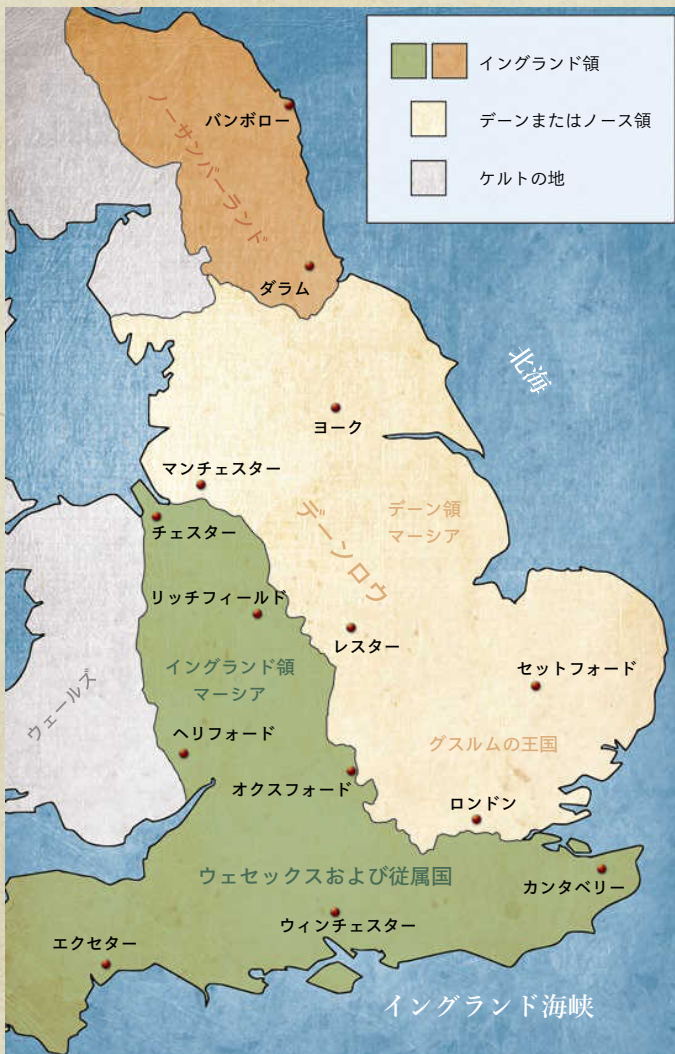 イングランド領
デーンまたはノース領
ケルトの地
バンボロー
ノーサンバーランド
ダラム
北海
ヨーク
マンチェスター
チェスター
デーン領
マーシア
デーンロウ
リッチフィールド
レスター
イングランド領
マーシア
セットフォード
ウェールズ
ヘリフォード
グスルムの王国
オクスフォード
ロンドン
ウェセックスおよび従属国
カンタベリー
ウィンチェスター
エクセター
イングランド海峡